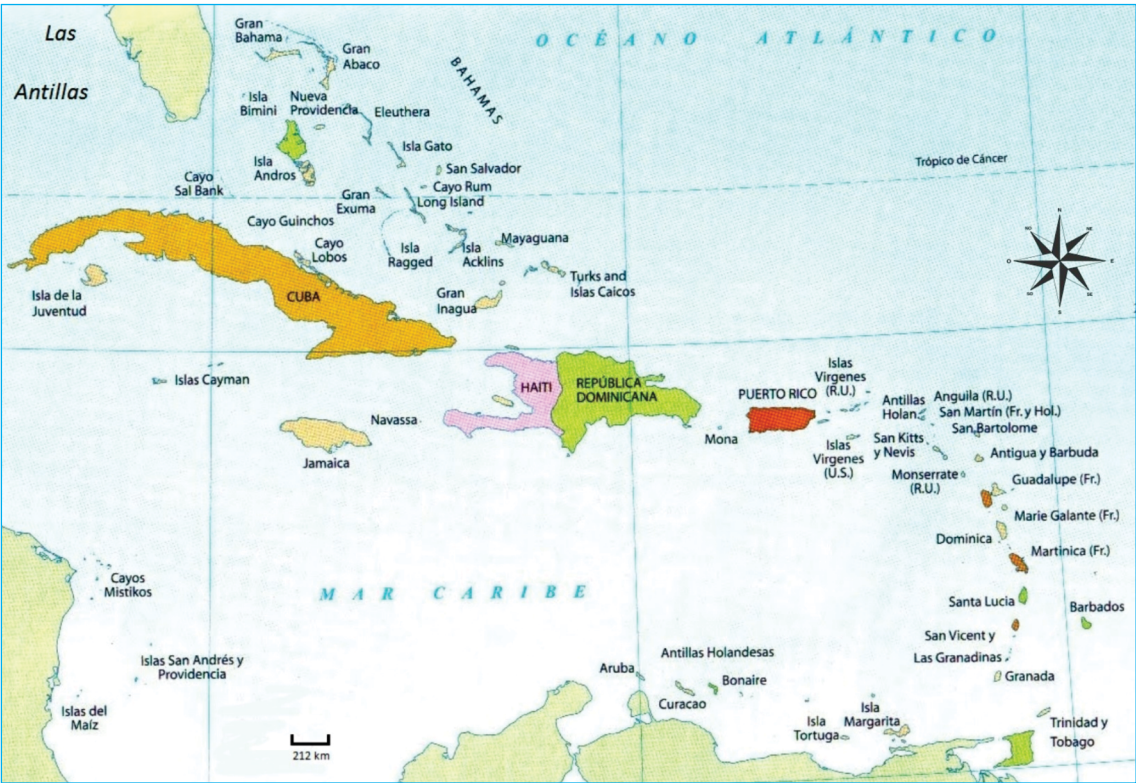 Las
Antillas
OCÉANO ATLÁNTICO
Gran
Bahama
Gran
Abaco
BAHAMAS
Isla
Bimini
Nueva
Providencia
Eleuthera
Isla Gato
Isla
Andros
San Salvador
Trópico de Cáncer
Cayo
Sal Bank
Cayo Rum
Gran
Exuma
Long Island
Cayo Guinchos
Cayo
Lobos
Isla
Ragged
Isla
Acklins
Mayaguana
N
NO
NE
O
E
SO
SE
S
Turks and
Islas Caicos
Isla de la
Juventud
CUBA
Gran
Inagua
Islas Cayman
HAITI
REPÚBLICA
DOMINICANA
PUERTO RICO
Islas
Virgenes
(R.U.)
Antillas
Holan.
Anguila (R.U.)
San Martín (Fr. y Hol.)
San Bartolome
Navassa
Jamaica
Mona
Islas
Virgenes
(U.S.)
San Kitts
y Nevis
Antigua y Barbuda
Monserrate
(R.U.)
Guadalupe (Fr.)
Marie Galante (Fr.)
Dominica
Martinica (Fr.)
Cayos
Mistikos
MAR CARIBE
Santa Lucia
Barbados
San Vicent y
Las Granadinas
Granada
Islas San Andrés y
Providencia
Antillas Holandesas
Aruba
Bonaire
Curacao
Islas del
Maíz
212 km
Isla
Tortuga
Isla
Margarita
Trinidad y
Tobago